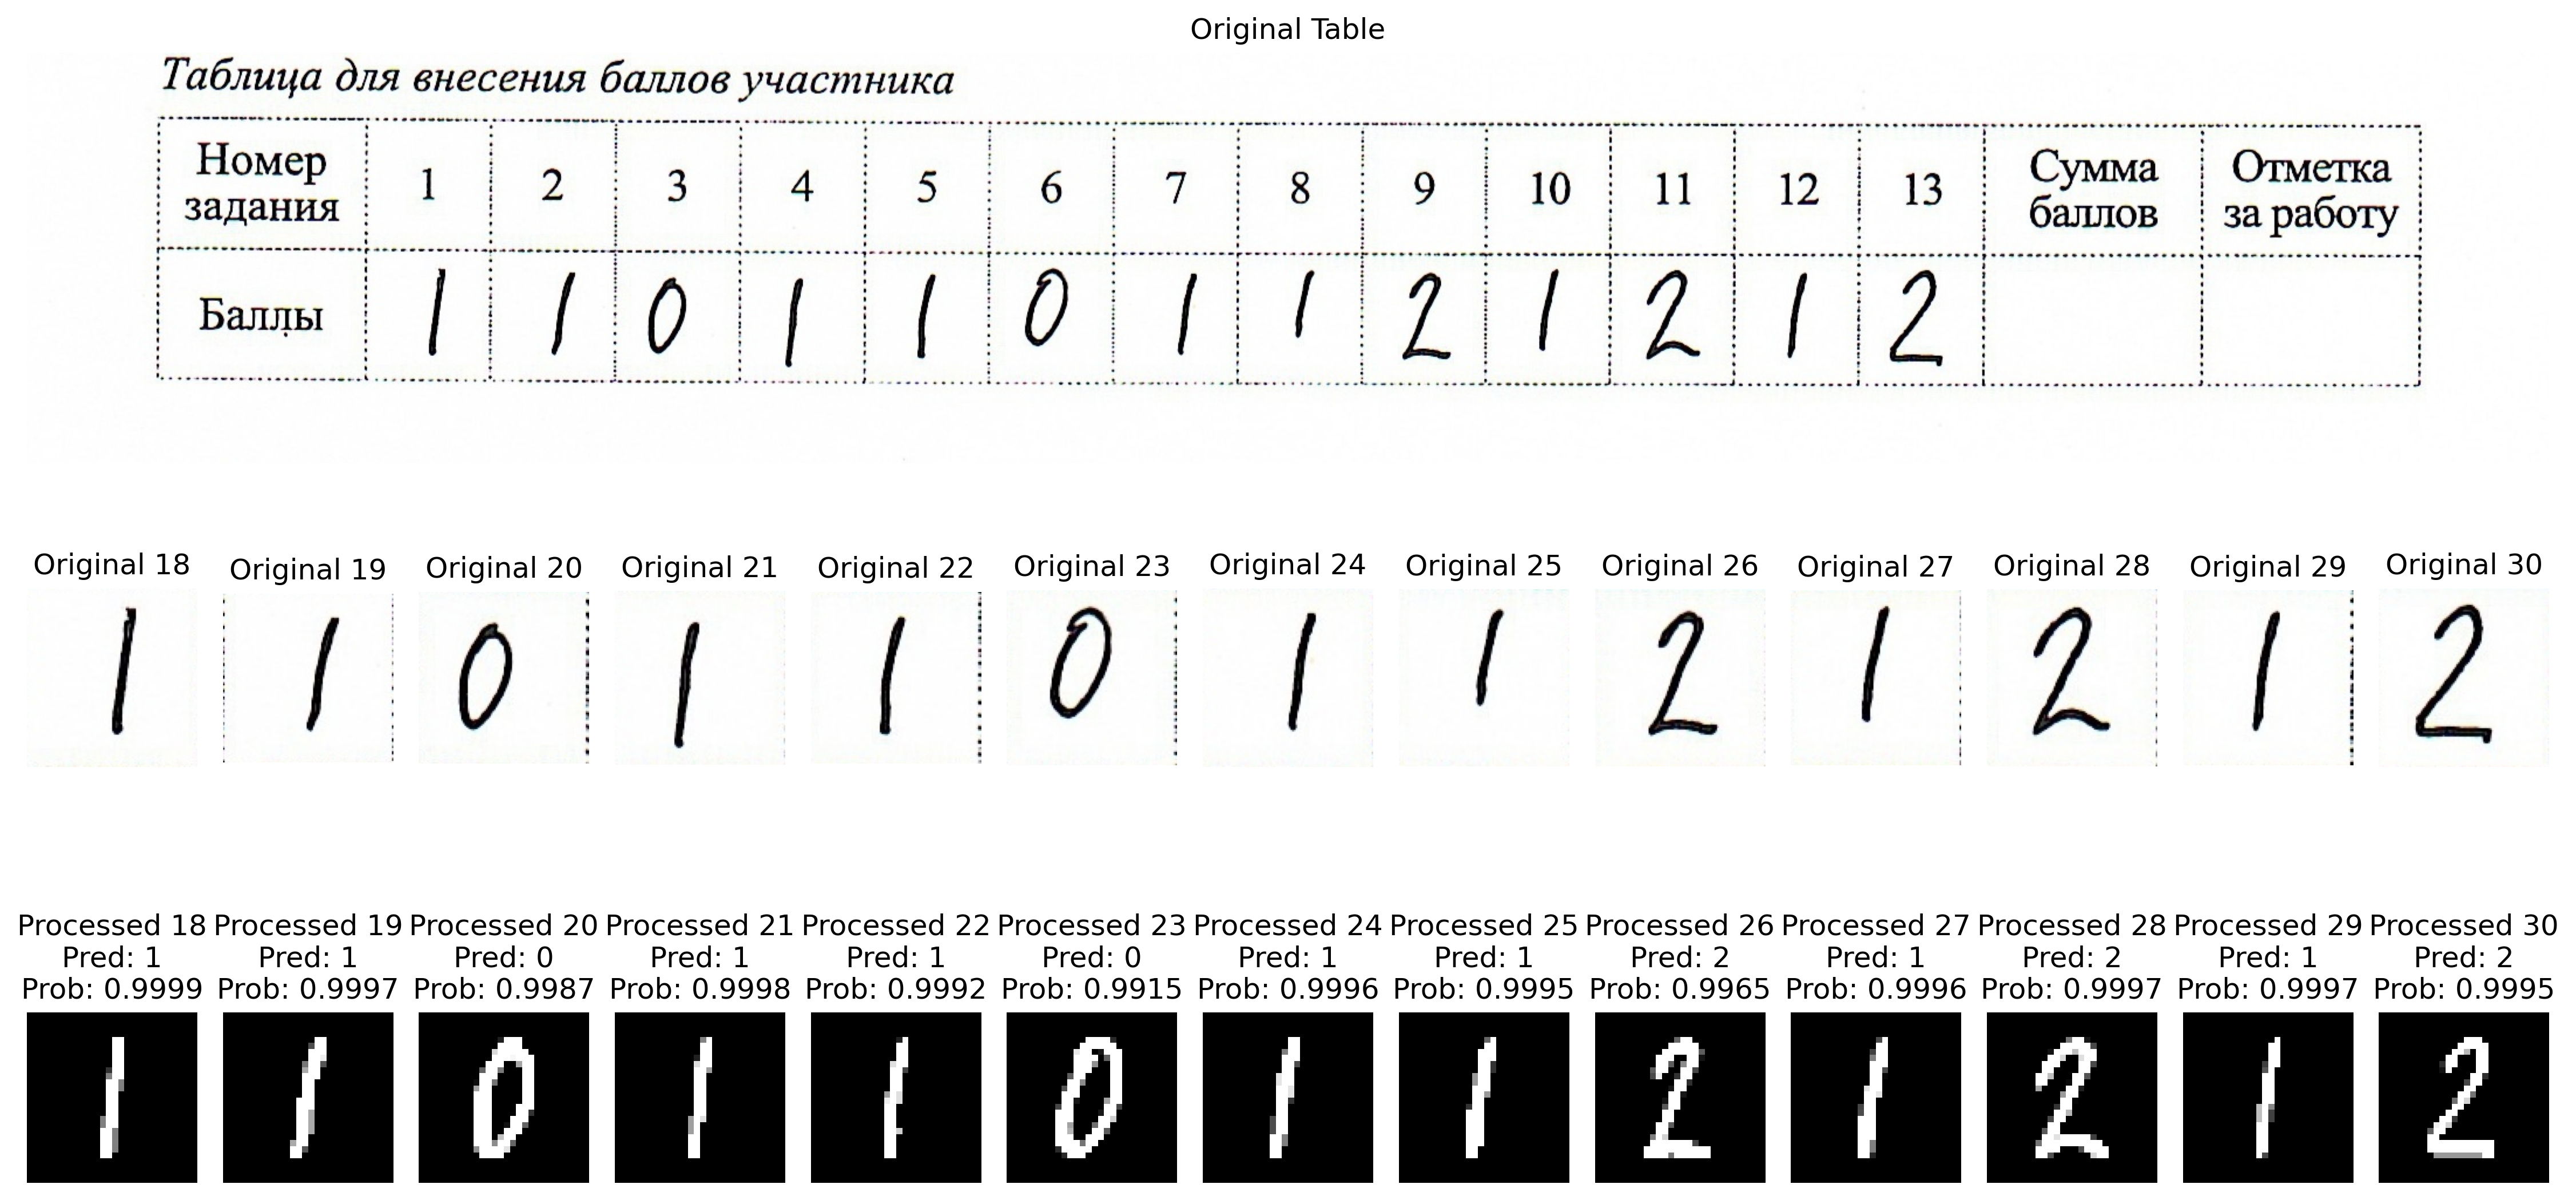 Original Table
Таблица для внесения баллов участника
Номер задания 1 2 3 4 5 6 7 8 9 10 11 12 13 Сумма баллов Отметка за работу
Баллы 1 1 0 1 1 0 1 1 2 1 2 1 2
Original 18 Original 19 Original 20 Original 21 Original 22 Original 23 Original 24 Original 25 Original 26 Original 27 Original 28 Original 29 Original 30
1 1 0 1 1 0 1 1 2 1 2 1 2
Processed 18 Processed 19 Processed 20 Processed 21 Processed 22 Processed 23 Processed 24 Processed 25 Processed 26 Processed 27 Processed 28 Processed 29 Processed 30
Pred: 1 Pred: 1 Pred: 0 Pred: 1 Pred: 1 Pred: 0 Pred: 1 Pred: 1 Pred: 2 Pred: 1 Pred: 2 Pred: 1 Pred: 2
Prob: 0.9999 Prob: 0.9997 Prob: 0.9987 Prob: 0.9998 Prob: 0.9992 Prob: 0.9915 Prob: 0.9996 Prob: 0.9995 Prob: 0.9965 Prob: 0.9996 Prob: 0.9997 Prob: 0.9997 Prob: 0.9995
1 1 0 1 1 0 1 1 2 1 2 1 2